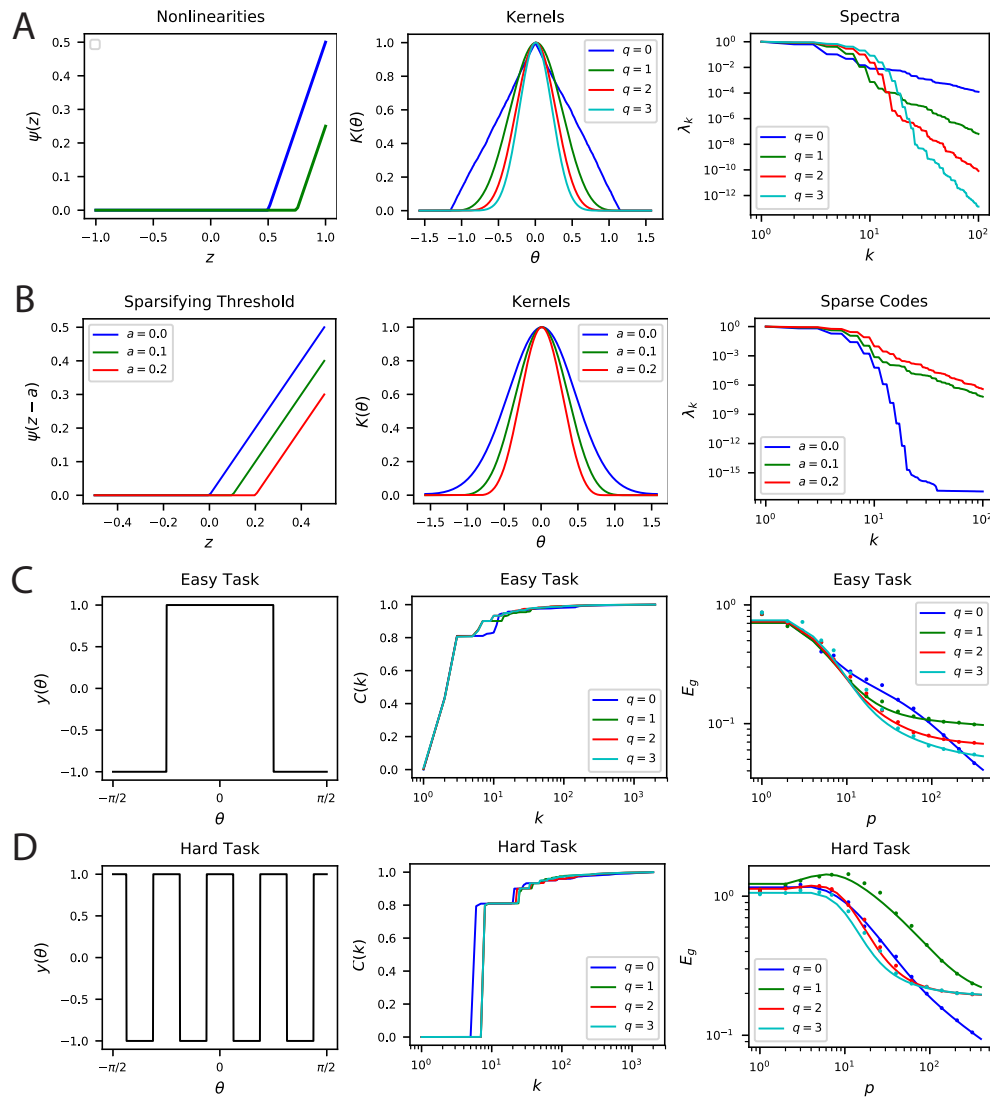 A
Nonlinearities
Kernels
Spectra
ψ(z)
0.5
0.4
0.3
0.2
0.1
0.0
−1.0 −0.5 0.0 0.5 1.0
z
K(θ)
1.0
0.8
0.6
0.4
0.2
0.0
q = 0
q = 1
q = 2
q = 3
−1.5 −1.0 −0.5 0.0 0.5 1.0 1.5
θ
λk
10^0
10^−2
10^−4
10^−6
10^−8
10^−10
10^−12
q = 0
q = 1
q = 2
q = 3
10^0 10^1 10^2
k
B
Sparsifying Threshold
Kernels
Sparse Codes
ψ(z − a)
0.5
0.4
0.3
0.2
0.1
0.0
a = 0.0
a = 0.1
a = 0.2
−0.4 −0.2 0.0 0.2 0.4
z
K(θ)
1.0
0.8
0.6
0.4
0.2
0.0
a = 0.0
a = 0.1
a = 0.2
−1.5 −1.0 −0.5 0.0 0.5 1.0 1.5
θ
λk
10^0
10^−3
10^−6
10^−9
10^−12
10^−15
a = 0.0
a = 0.1
a = 0.2
10^0 10^1 10^2
k
C
Easy Task
Easy Task
Easy Task
y(θ)
1.0
0.5
0.0
−0.5
−1.0
−π/2 0 π/2
θ
C(k)
1.0
0.8
0.6
0.4
0.2
0.0
q = 0
q = 1
q = 2
q = 3
10^0 10^1 10^2 10^3
k
Eg
10^0
10^−1
q = 0
q = 1
q = 2
q = 3
10^0 10^1 10^2
p
D
Hard Task
Hard Task
Hard Task
y(θ)
1.0
0.5
0.0
−0.5
−1.0
−π/2 0 π/2
θ
C(k)
1.0
0.8
0.6
0.4
0.2
0.0
q = 0
q = 1
q = 2
q = 3
10^0 10^1 10^2 10^3
k
Eg
10^0
10^−1
q = 0
q = 1
q = 2
q = 3
10^0 10^1 10^2
p